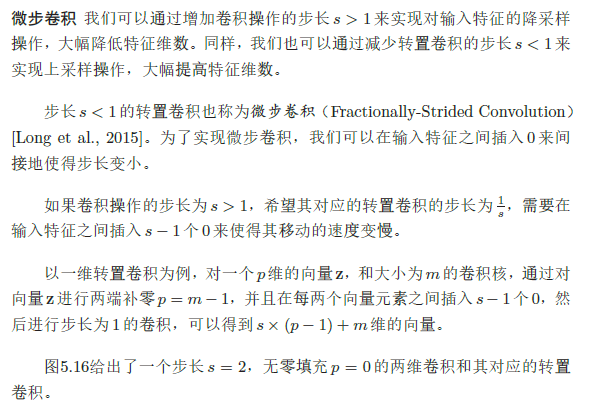 微步卷积 我们可以通过增加卷积操作的步长 s > 1 来实现对输入特征的降采样
操作，大幅降低特征维数。同样，我们也可以通过减少转置卷积的步长 s < 1 来
实现上采样操作，大幅提高特征维数。
步长 s < 1 的转置卷积也称为微步卷积（Fractionally-Strided Convolution）
[Long et al., 2015]。为了实现微步卷积，我们可以在输入特征之间插入 0 来间
接地使得步长变小。
如果卷积操作的步长为 s > 1，希望其对应的转置卷积的步长为 1/s，需要在
输入特征之间插入 s − 1 个 0 来使得其移动的速度变慢。
以一维转置卷积为例，对一个 p 维的向量 z，和大小为 m 的卷积核，通过对
向量 z 进行两端补零 p = m − 1，并且在每两个向量元素之间插入 s − 1 个 0，然
后进行步长为 1 的卷积，可以得到 s × (p − 1) + m 维的向量。
图5.16给出了一个步长 s = 2，无零填充 p = 0 的两维卷积和其对应的转置
卷积。